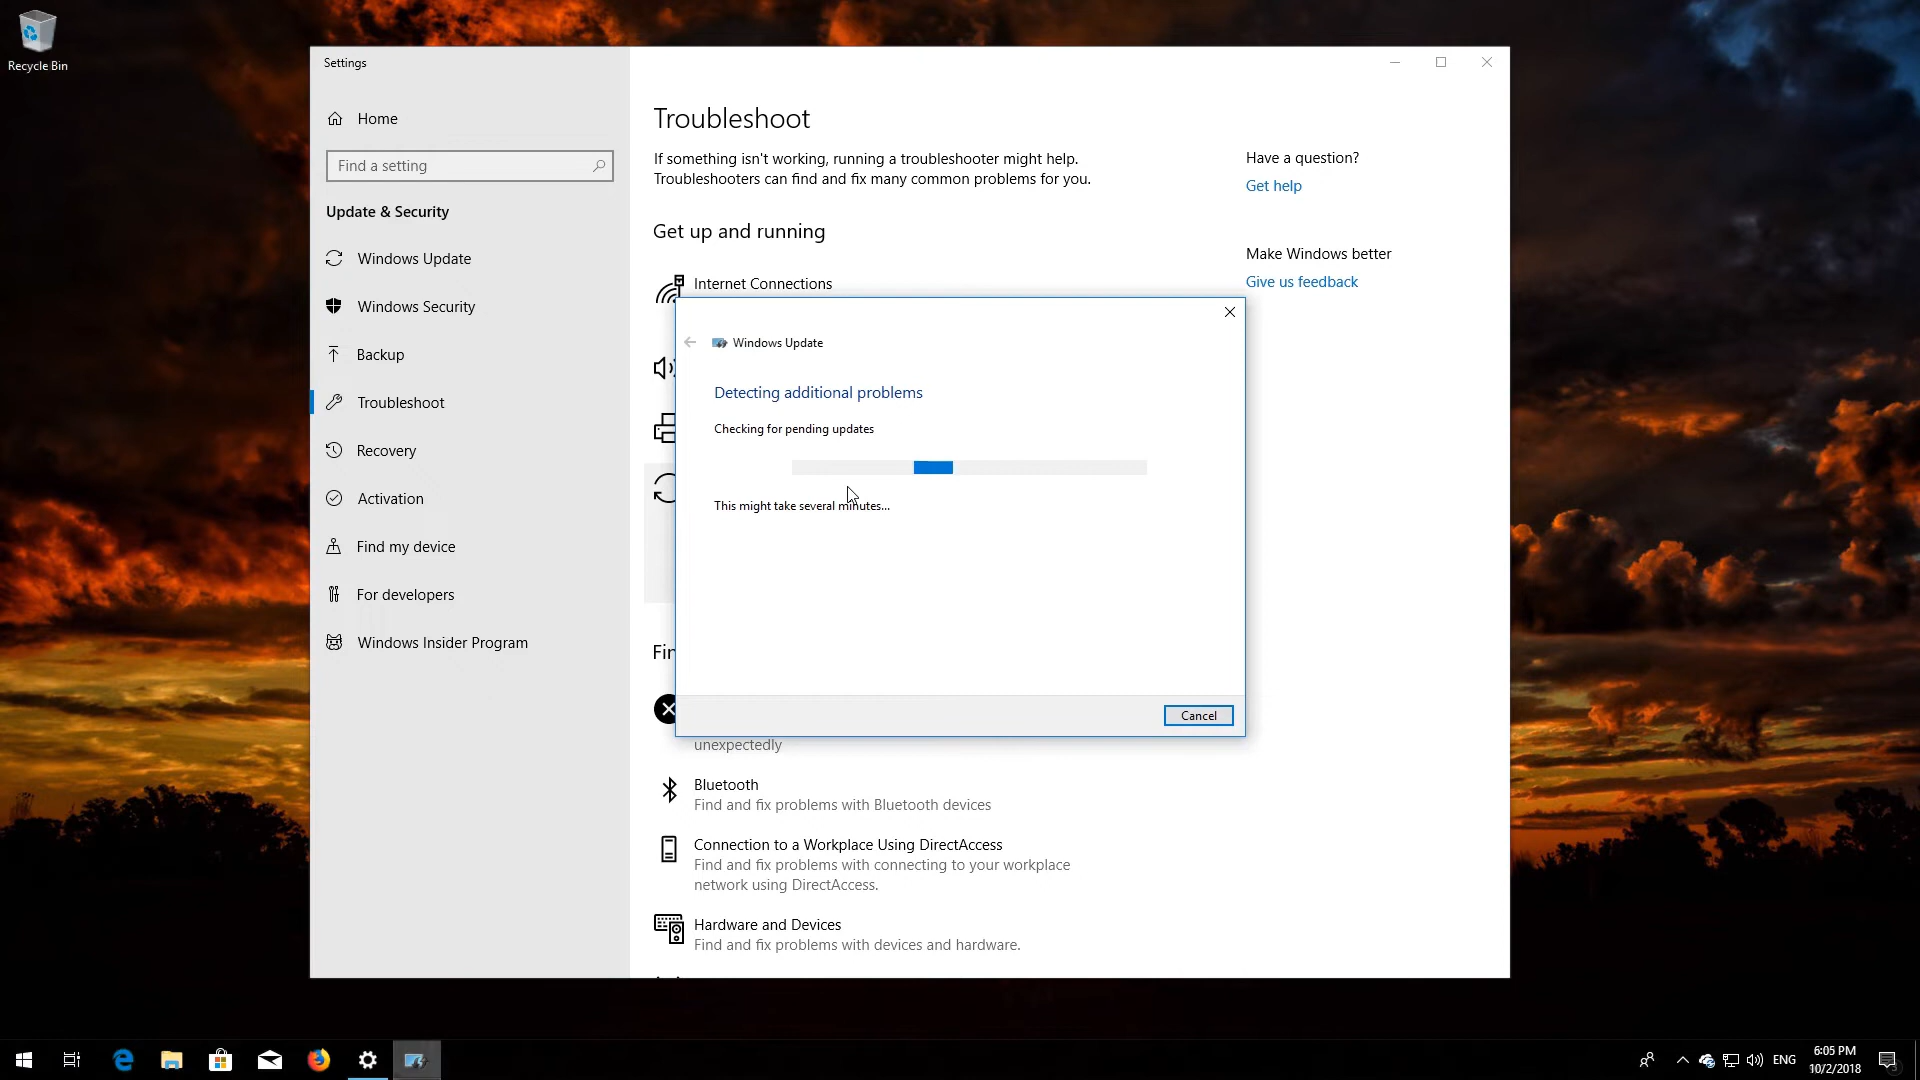 Recycle Bin
Settings
Home
Find a setting
Update & Security
Windows Update
Windows Security
Backup
Troubleshoot
Recovery
Activation
Find my device
For developers
Windows Insider Program
Troubleshoot
If something isn't working, running a troubleshooter might help.
Troubleshooters can find and fix many common problems for you.
Get up and running
Internet Connections
Windows Update
Detecting additional problems
Checking for pending updates
This might take several minutes...
Cancel
Fin
unexpectedly
Bluetooth
Find and fix problems with Bluetooth devices
Connection to a Workplace Using DirectAccess
Find and fix problems with connecting to your workplace
network using DirectAccess.
Hardware and Devices
Find and fix problems with devices and hardware.
Have a question?
Get help
Make Windows better
Give us feedback
ENG
6:05 PM
10/2/2018